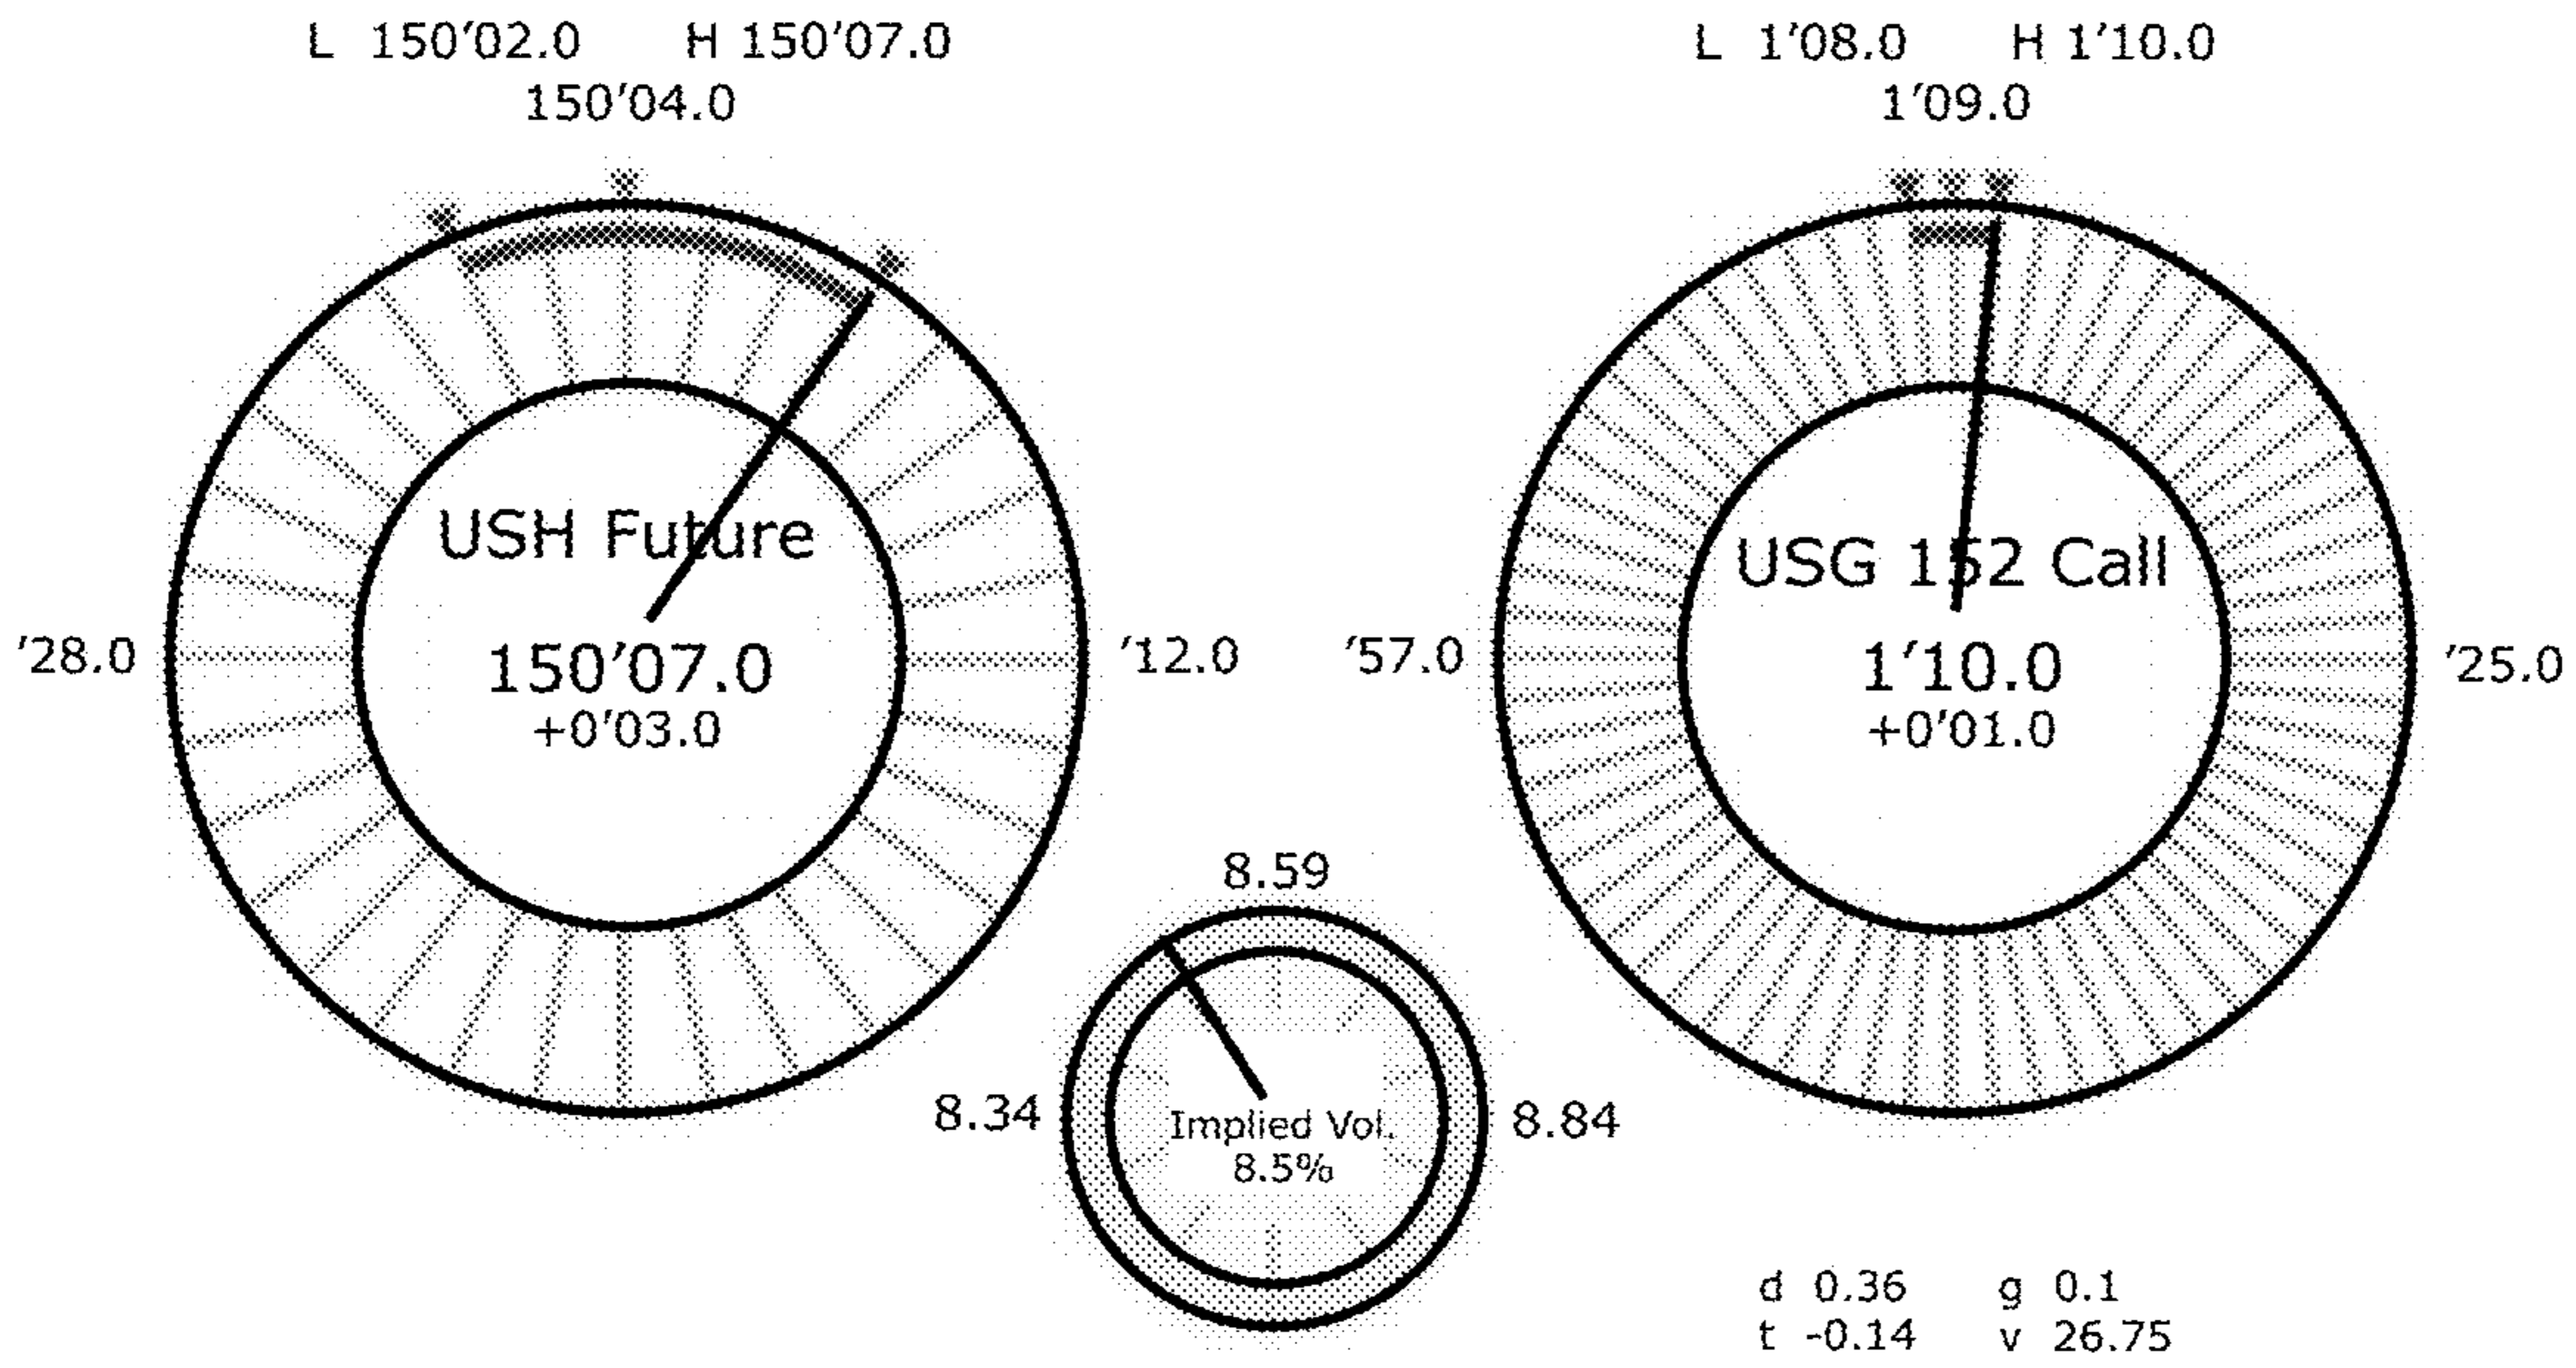 L 150'02.0 H 150'07.0
150'04.0
L 1'08.0 H 1'10.0
1'09.0
USH Future
150'07.0
+0'03.0
'28.0
'12.0
USG 152 Call
1'10.0
+0'01.0
'57.0
'25.0
8.59
8.34
8.84
Implied Vol.
8.5%
d 0.36 g 0.1
t -0.14 v 26.75